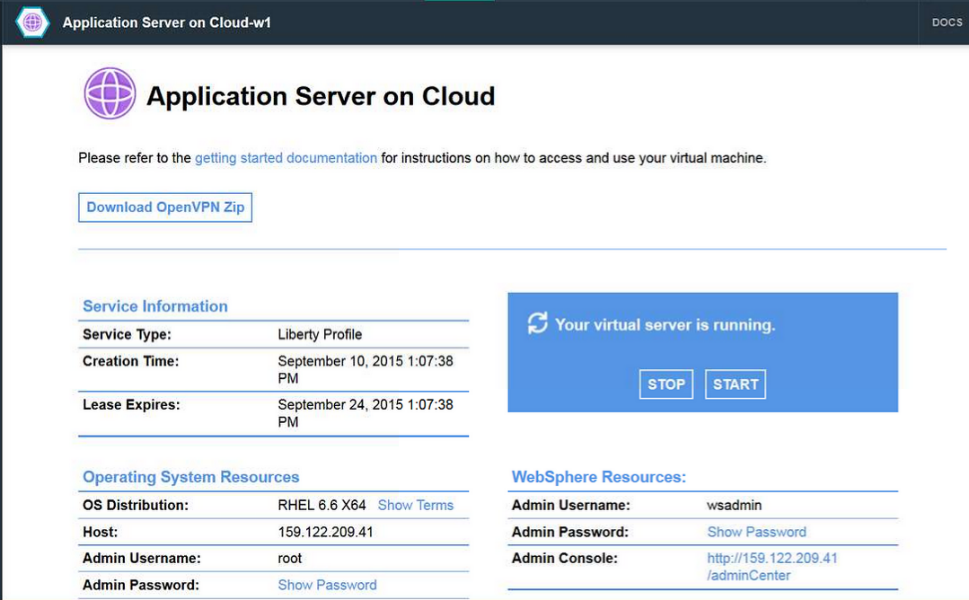 Application Server on Cloud-w1
DOCS
Application Server on Cloud
Please refer to the getting started documentation for instructions on how to access and use your virtual machine.
Download OpenVPN Zip
Service Information
Service Type: Liberty Profile
Creation Time: September 10, 2015 1:07:38
PM
Lease Expires: September 24, 2015 1:07:38
PM
Your virtual server is running.
STOP START
Operating System Resources
OS Distribution: RHEL 6.6 X64 Show Terms
Host: 159.122.209.41
Admin Username: root
Admin Password: Show Password
WebSphere Resources:
Admin Username: wsadmin
Admin Password: Show Password
Admin Console: http://159.122.209.41
/adminCenter